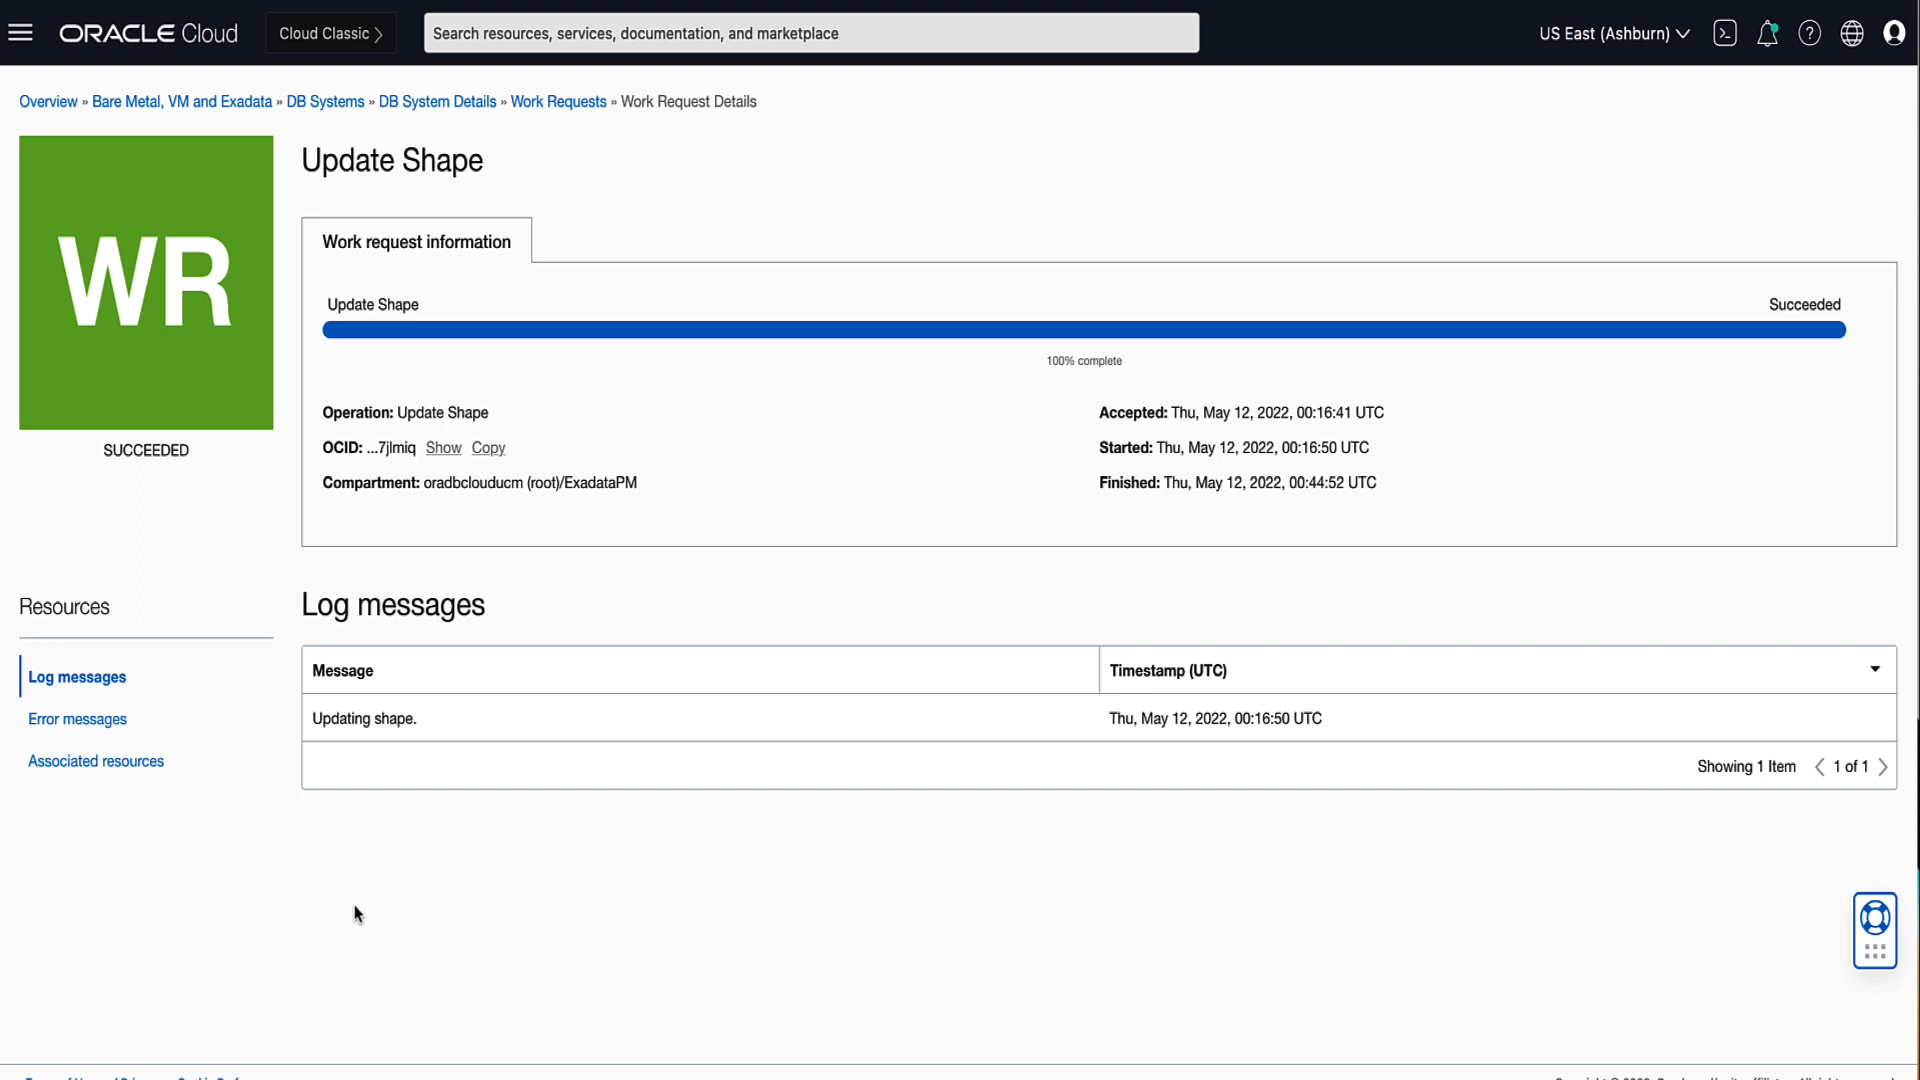 ORACLE Cloud
Cloud Classic
Search resources, services, documentation, and marketplace
US East (Ashburn)
Overview » Bare Metal, VM and Exadata » DB Systems » DB System Details » Work Requests » Work Request Details
WR
SUCCEEDED
Update Shape
Work request information
Update Shape
Succeeded
100% complete
Operation: Update Shape
OCID: ...7jlmiq Show Copy
Compartment: oradbclouducm (root)/ExadataPM
Accepted: Thu, May 12, 2022, 00:16:41 UTC
Started: Thu, May 12, 2022, 00:16:50 UTC
Finished: Thu, May 12, 2022, 00:44:52 UTC
Resources
Log messages
Error messages
Associated resources
Log messages
Message
Timestamp (UTC)
Updating shape.
Thu, May 12, 2022, 00:16:50 UTC
Showing 1 Item
1 of 1